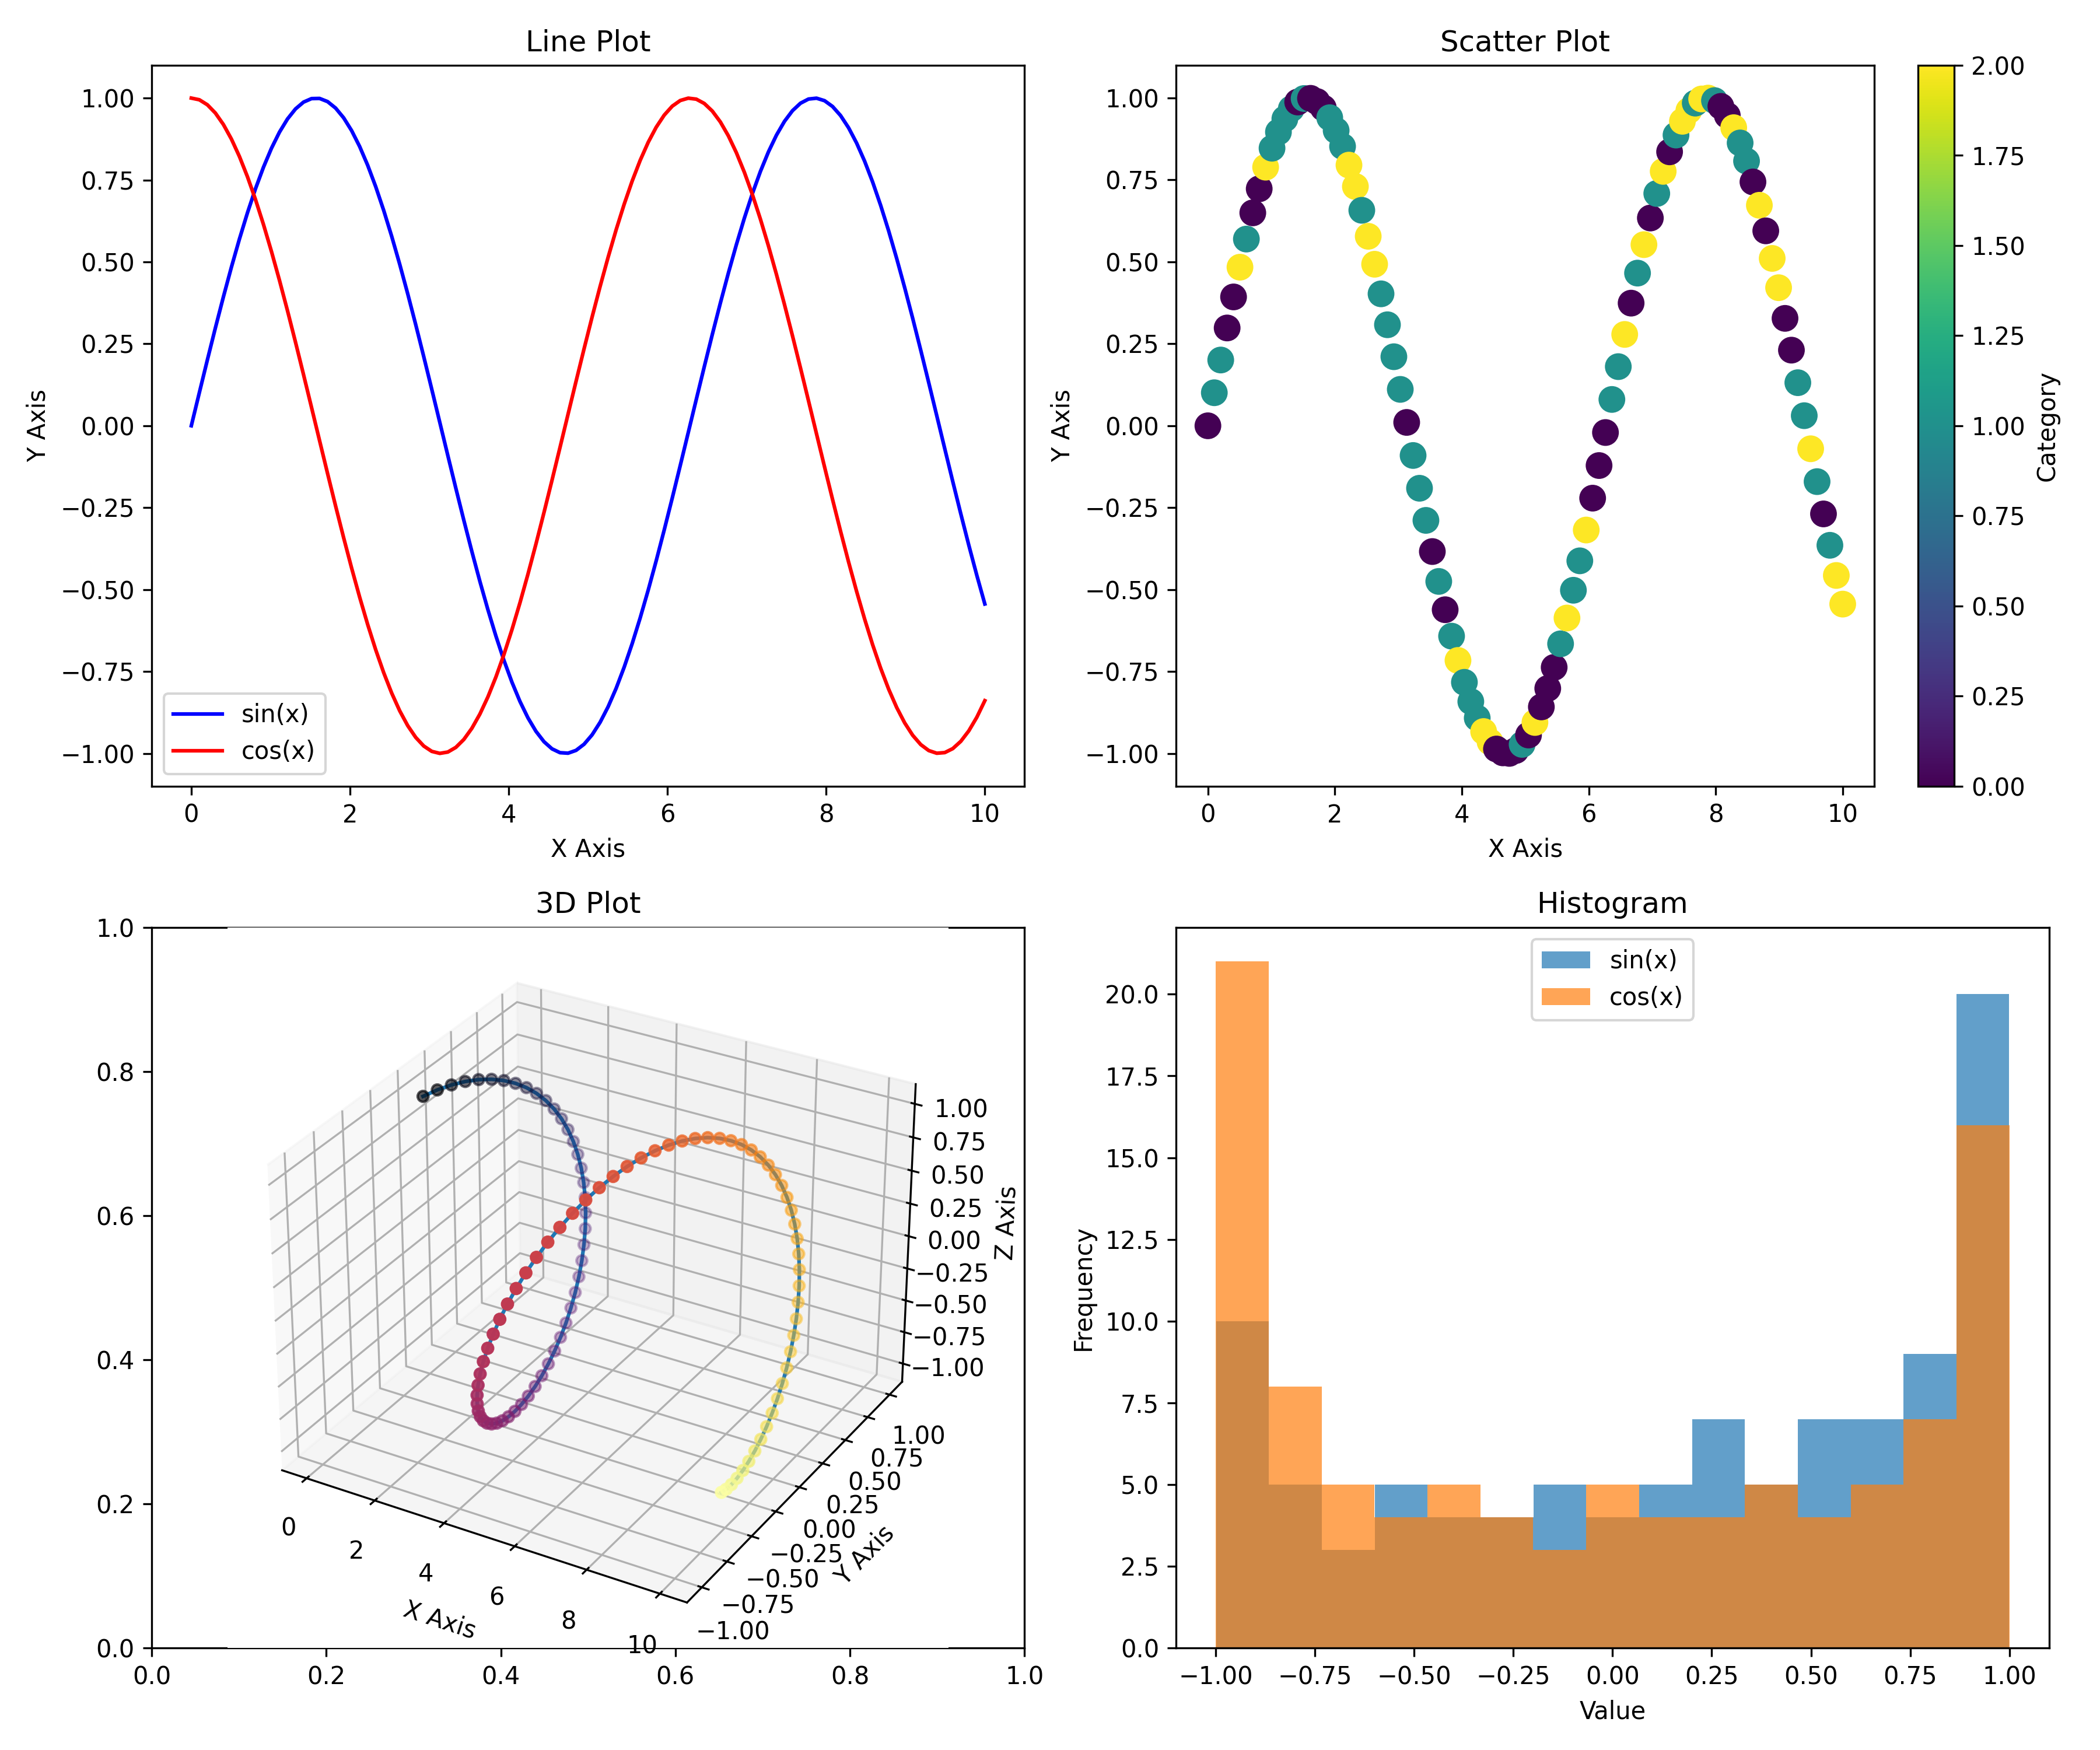 Line Plot
1.00
0.75
0.50
0.25
0.00
−0.25
−0.50
−0.75
−1.00
Y Axis
sin(x)
cos(x)
0 2 4 6 8 10
X Axis
Scatter Plot
1.00
0.75
0.50
0.25
0.00
−0.25
−0.50
−0.75
−1.00
Y Axis
0 2 4 6 8 10
X Axis
2.00
1.75
1.50
1.25
1.00
0.75
0.50
0.25
0.00
Category
3D Plot
1.0
0.8
0.6
0.4
0.2
0.0
0.0 0.2 0.4 0.6 0.8 1.0
0 2 4 6 8 10
X Axis
−1.00
−0.75
−0.50
−0.25
0.00
0.25
0.50
0.75
1.00
Y Axis
1.00
0.75
0.50
0.25
0.00
−0.25
−0.50
−0.75
−1.00
Z Axis
Histogram
sin(x)
cos(x)
20.0
17.5
15.0
12.5
10.0
7.5
5.0
2.5
0.0
Frequency
−1.00 −0.75 −0.50 −0.25 0.00 0.25 0.50 0.75 1.00
Value